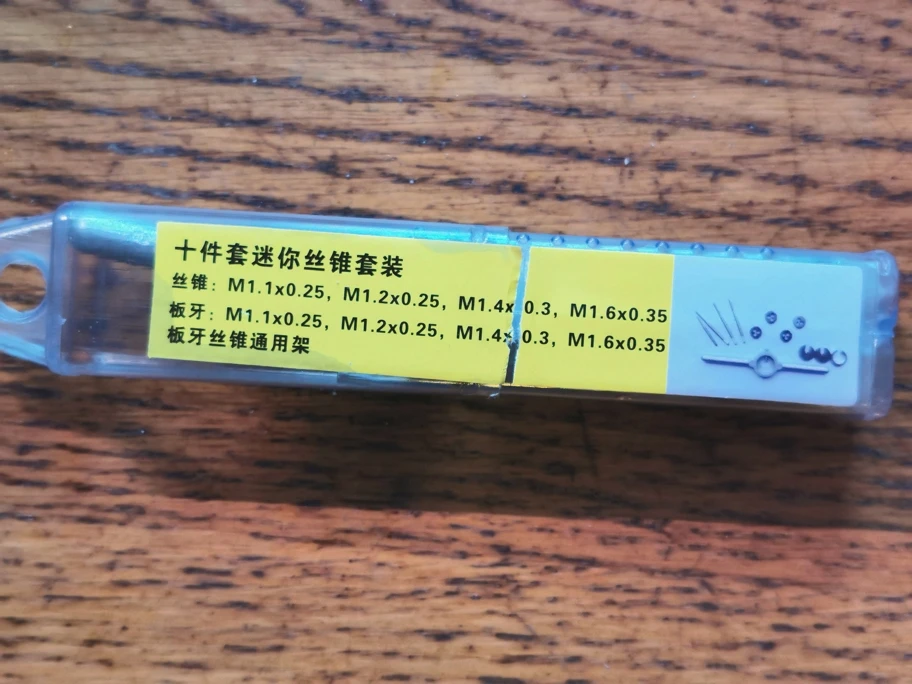 十件套迷你丝锥套装
丝锥：M1.1x0.25，M1.2x0.25，M1.4x0.3，M1.6x0.35
板牙：M1.1x0.25，M1.2x0.25，M1.4x0.3，M1.6x0.35
板牙丝锥通用架